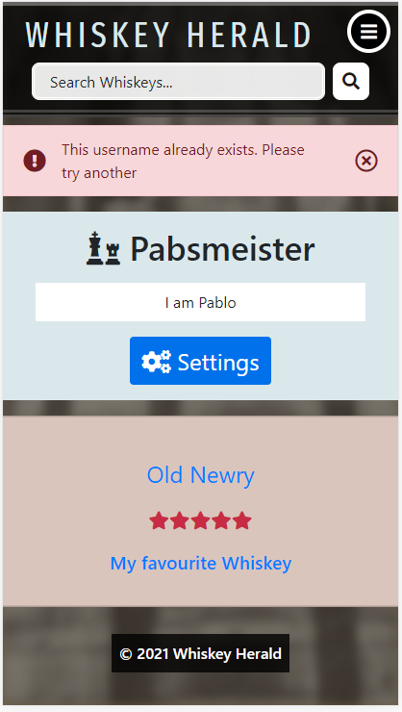 WHISKEY HERALD
Search Whiskeys...
This username already exists. Please
try another
Pabsmeister
I am Pablo
Settings
Old Newry
My favourite Whiskey
© 2021 Whiskey Herald